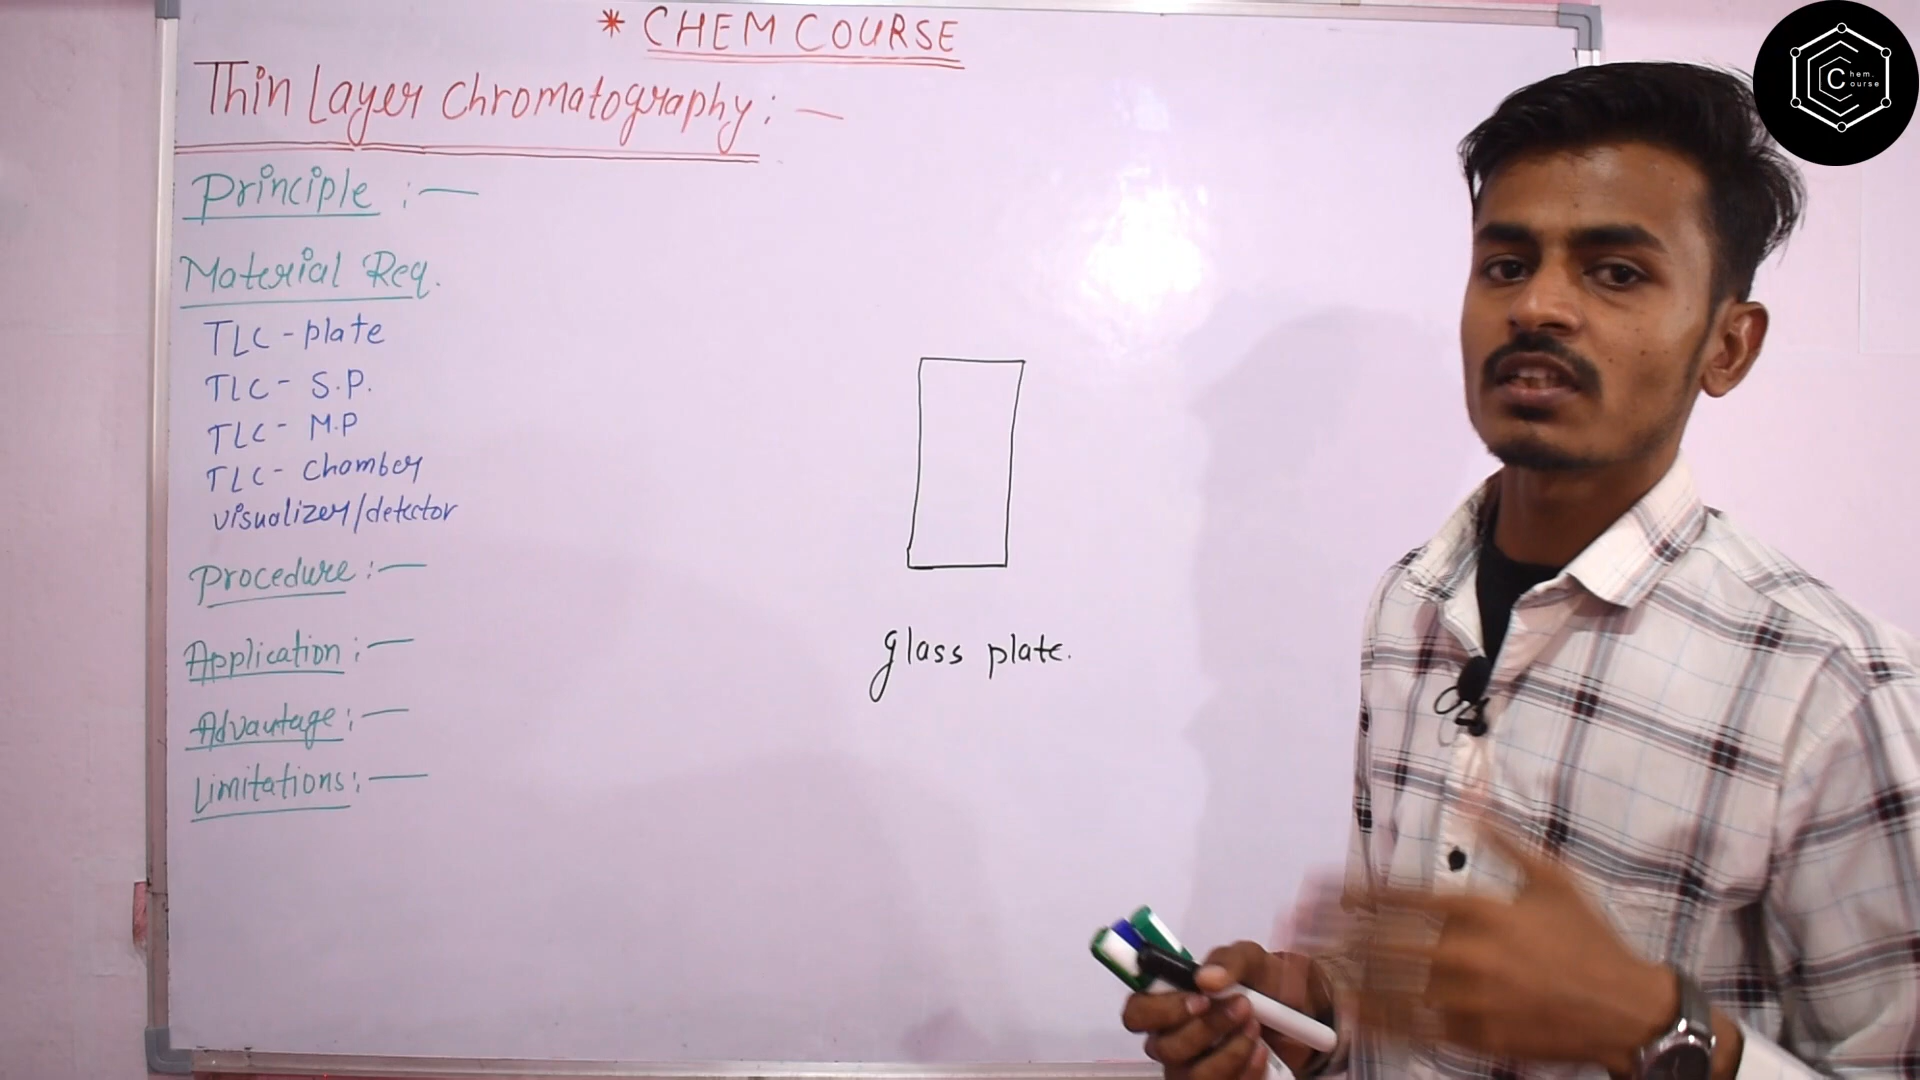 * CHEM COURSE
Thin Layer Chromatography : —
Principle : —
Material Req.
TLC - plate
TLC - S.P.
TLC - M.P
TLC - Chamber
visualizer/detector
Procedure : —
Application : —
Advantage : —
Limitations : —
glass plate.
Chem.
Course